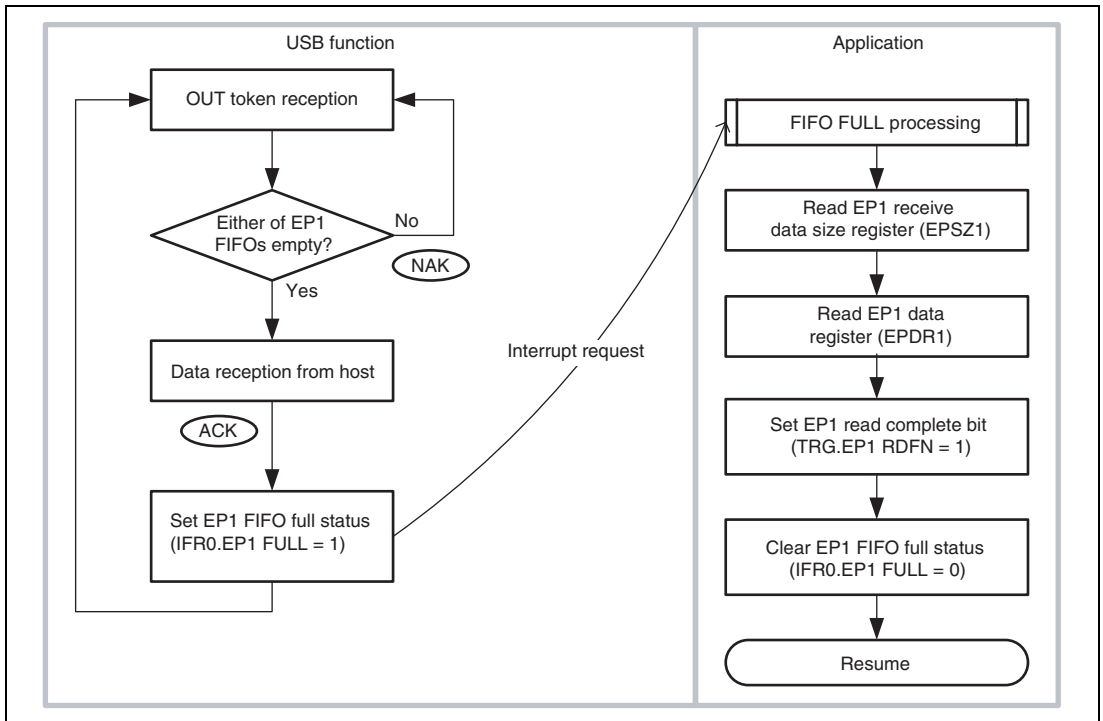 USB function
OUT token reception
Either of EP1
FIFOs empty?
No
NAK
Yes
Data reception from host
ACK
Set EP1 FIFO full status
(IFR0.EP1 FULL = 1)
Interrupt request
Application
FIFO FULL processing
Read EP1 receive
data size register (EPSZ1)
Read EP1 data
register (EPDR1)
Set EP1 read complete bit
(TRG.EP1 RDFN = 1)
Clear EP1 FIFO full status
(IFR0.EP1 FULL = 0)
Resume